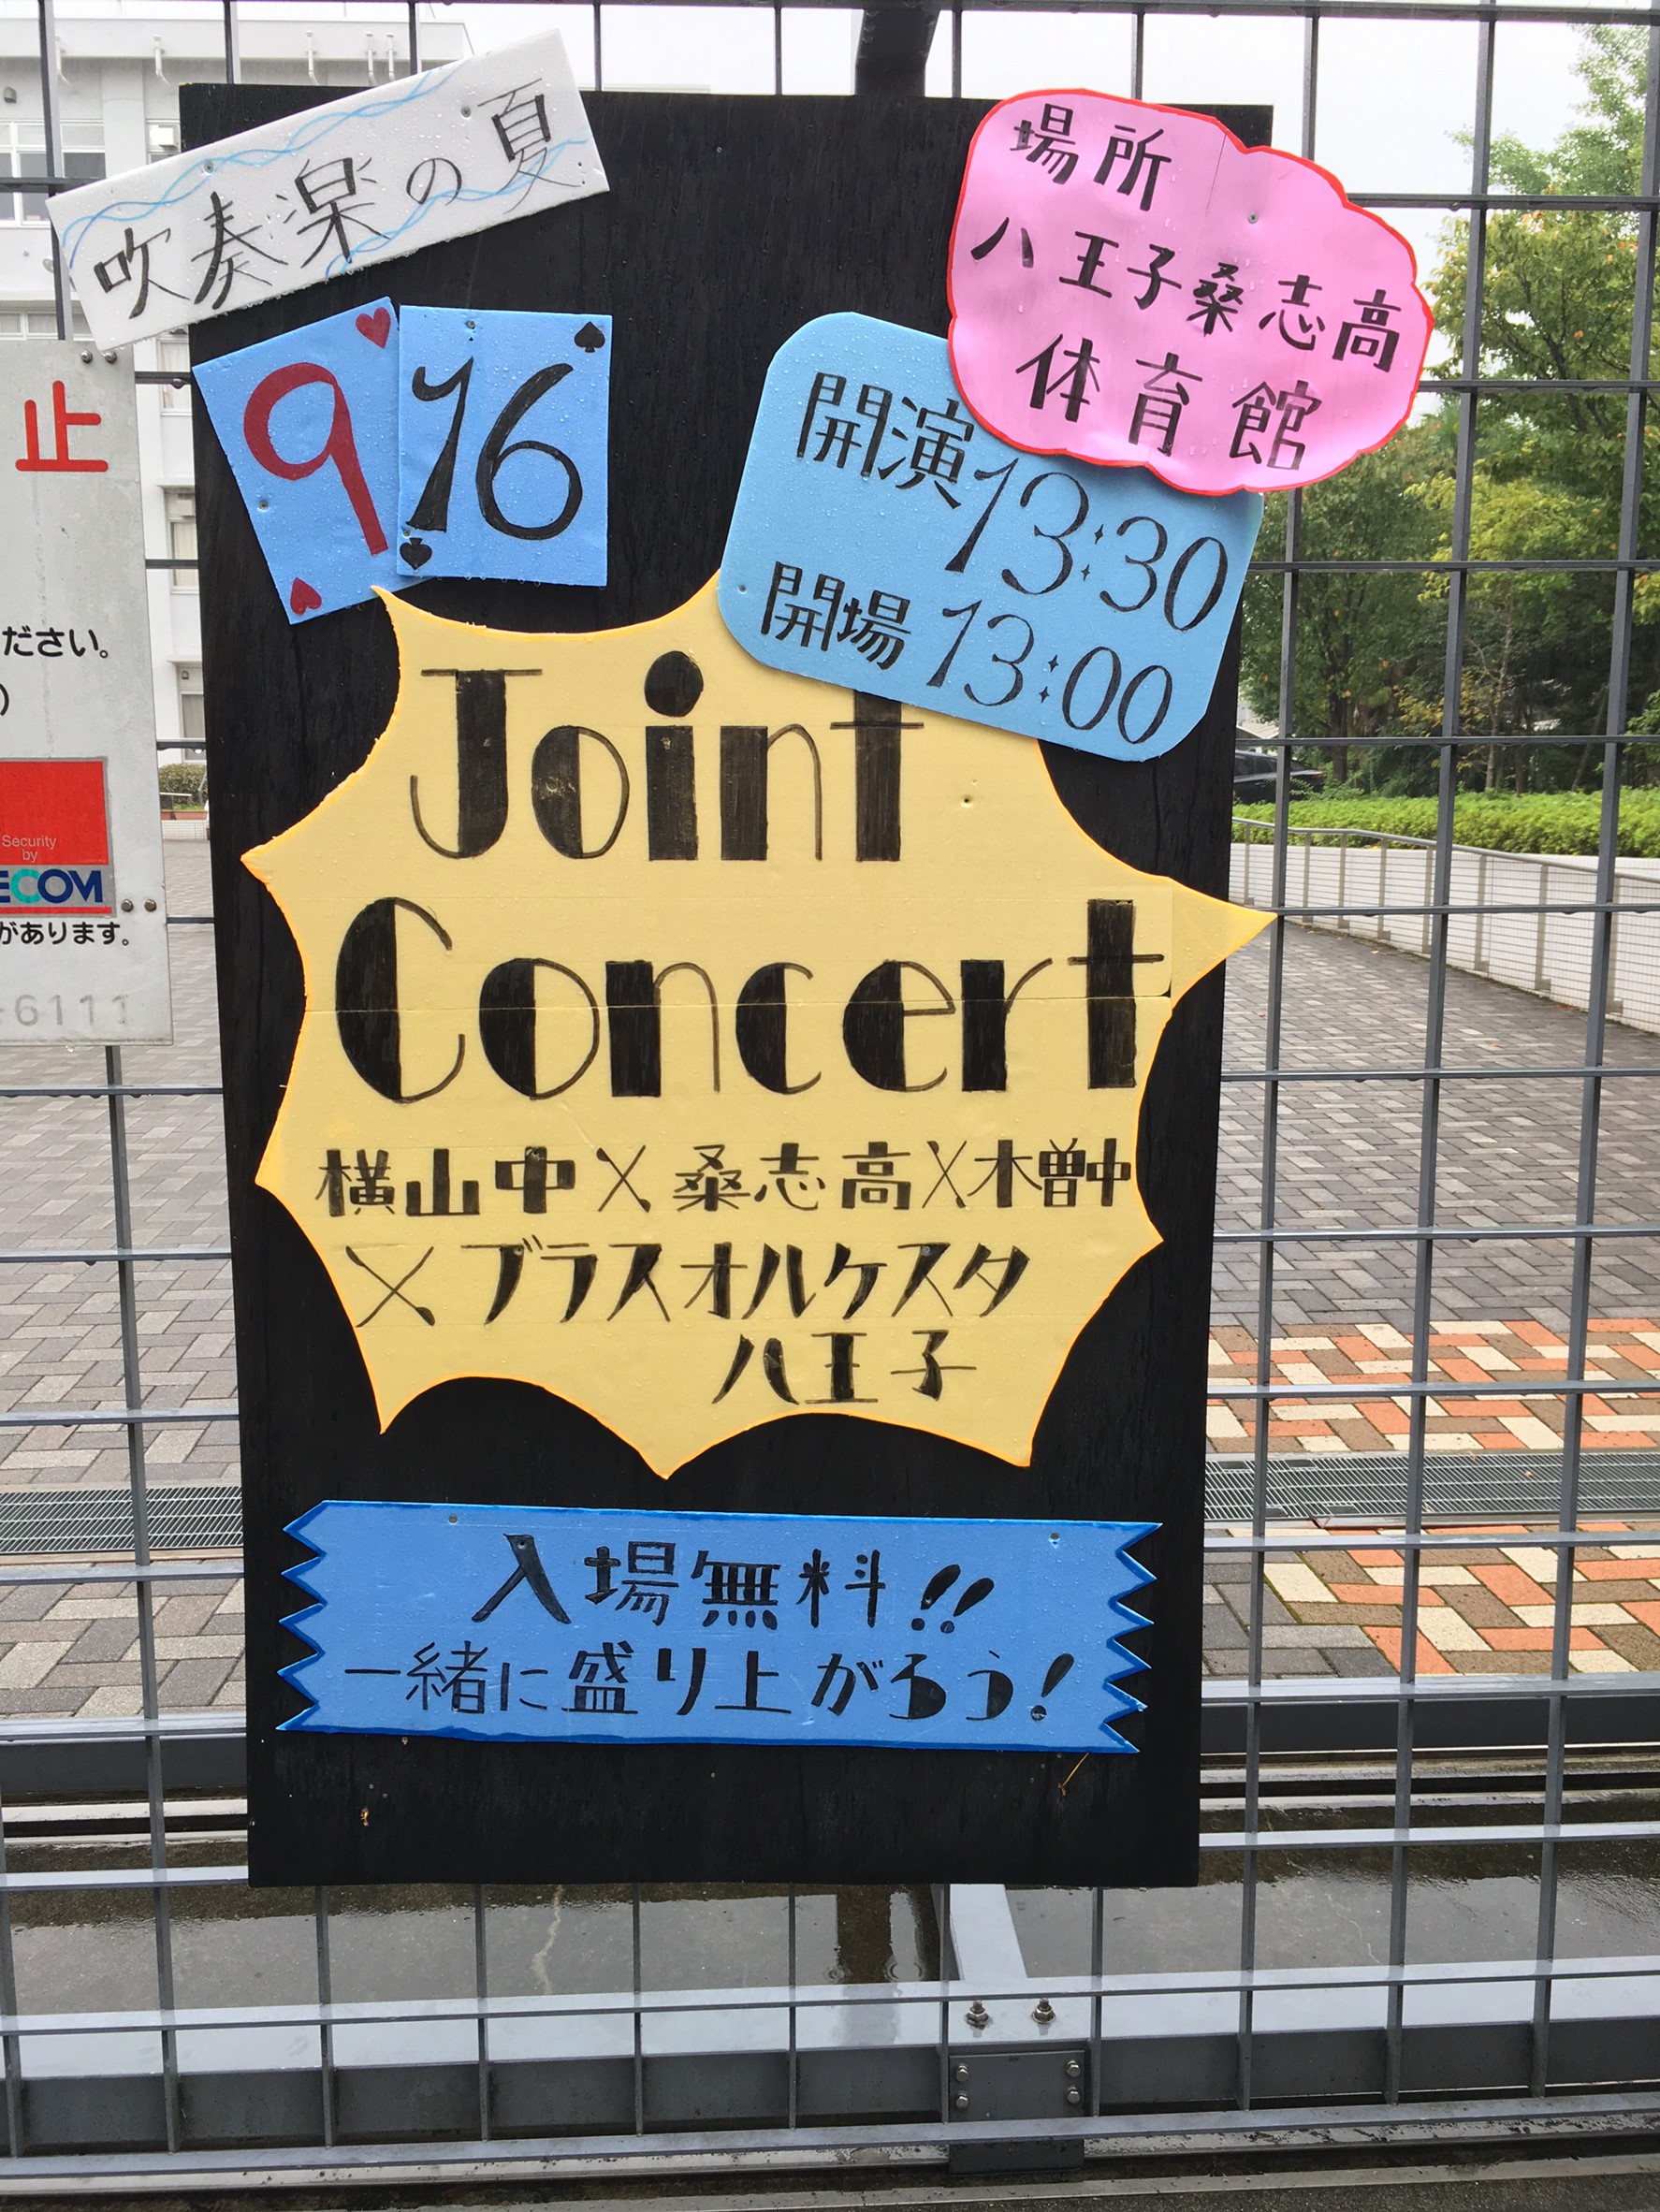 吹奏楽の夏
9 16
場所
八王子桑志高
体育館
開演13:30
開場 13:00
Joint
Concert
横山中×桑志高×木曽中
×ブラスオルケスタ
八王子
入場無料!!
一緒に盛り上がろう!
止
ださい。
)
Security
by
ECOM
があります。
-6111